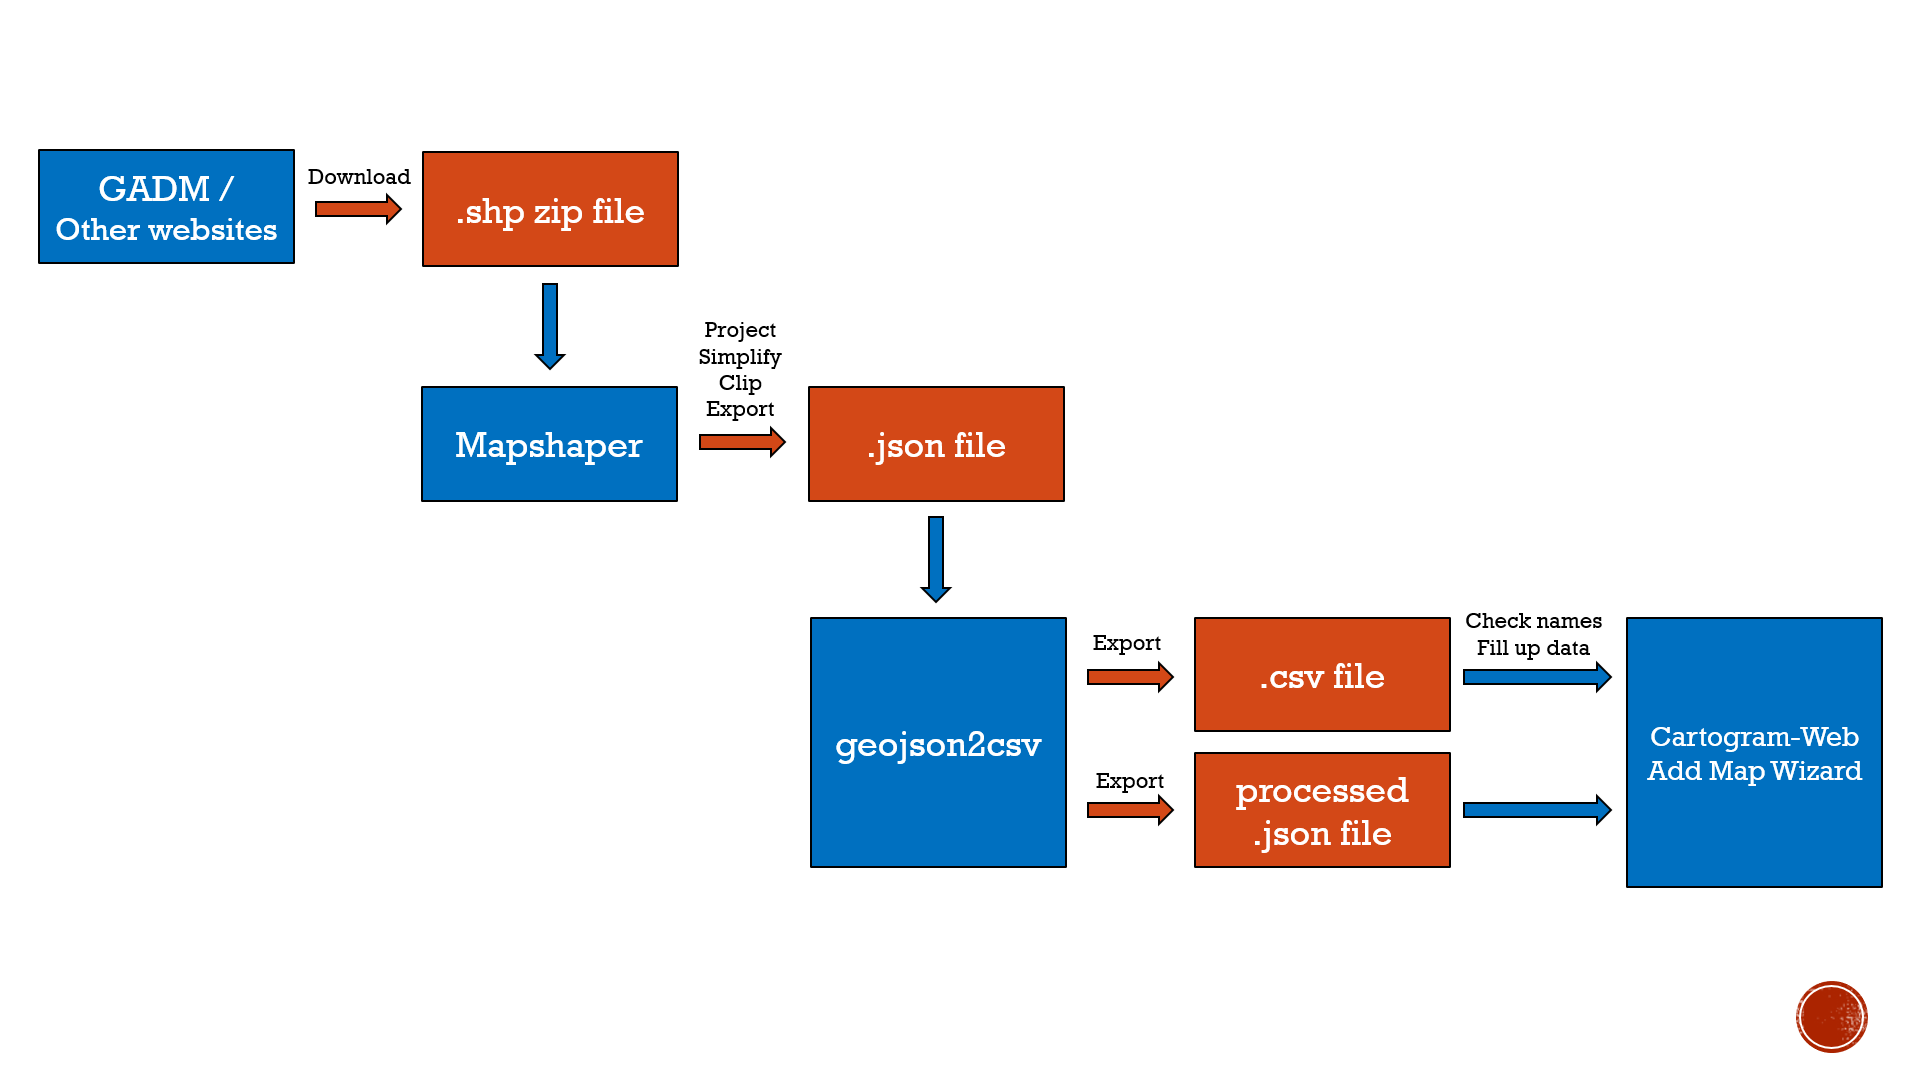 GADM /
Other websites
Download
.shp zip file
Project
Simplify
Clip
Export
Mapshaper
.json file
geojson2csv
Export
.csv file
Check names
Fill up data
Export
processed
.json file
Cartogram-Web
Add Map Wizard